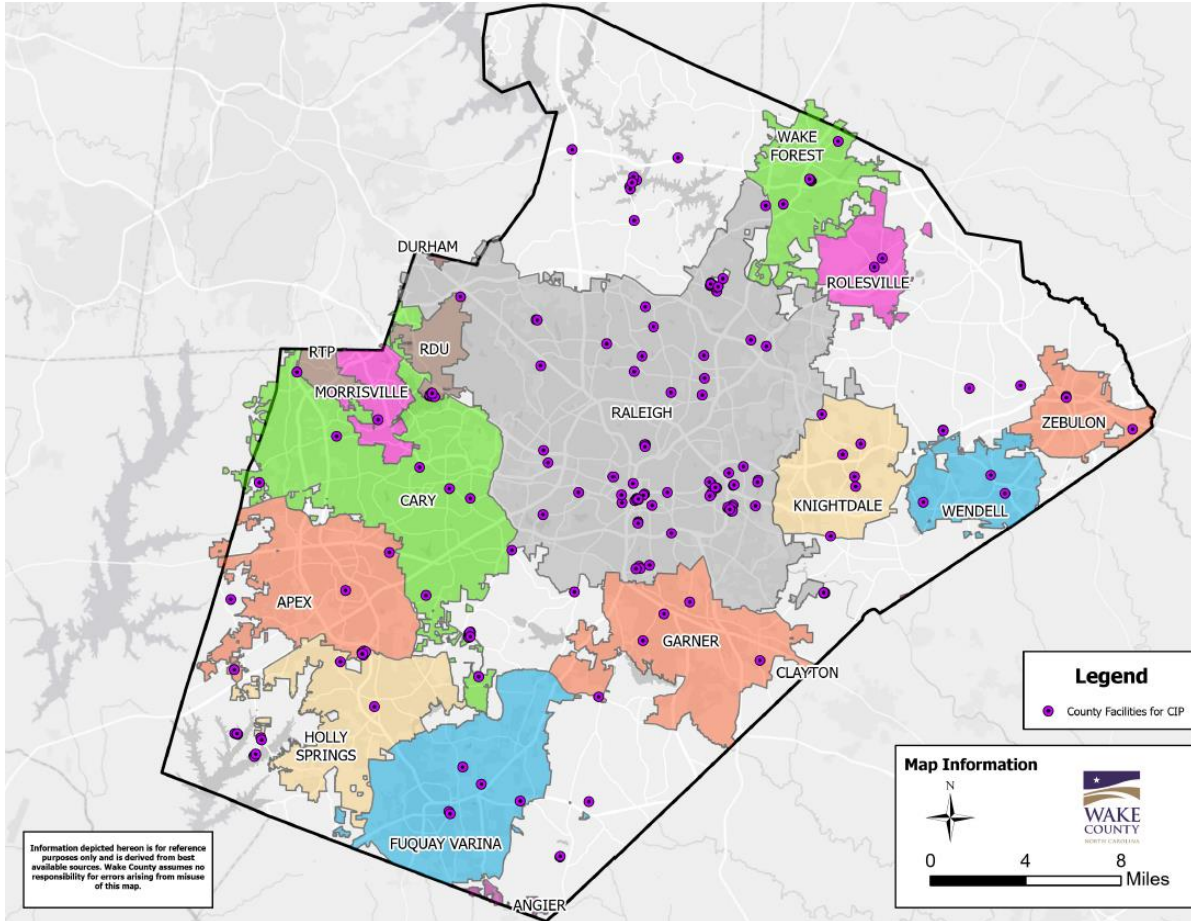 WAKE
FOREST
DURHAM
ROLESVILLE
RTP
RDU
MORRISVILLE
RALEIGH
ZEBULON
CARY
KNIGHTDALE
WENDELL
APEX
GARNER
CLAYTON
HOLLY
SPRINGS
FUQUAY VARINA
ANGIER
Legend
County Facilities for CIP
Map Information
N
WAKE
COUNTY
NORTH CAROLINA
0 4 8
Miles
Information depicted hereon is for reference
purposes only and is derived from best
available sources. Wake County assumes no
responsibility for errors arising from misuse
of this map.